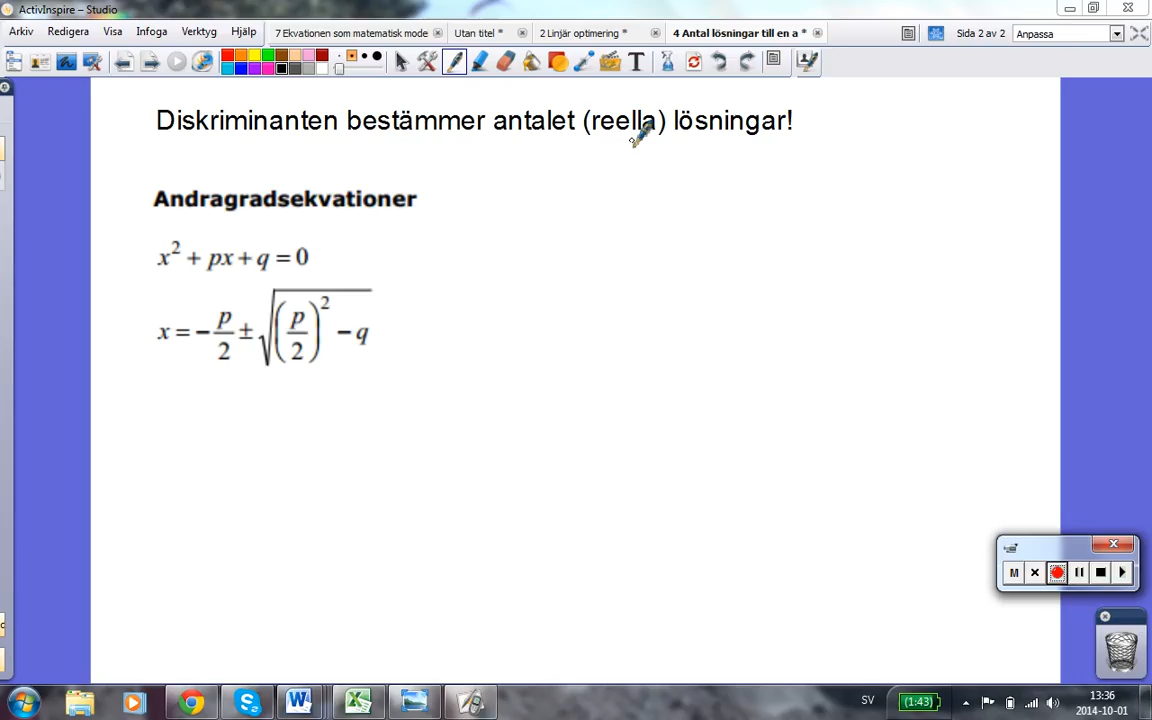 ActivInspire – Studio
Arkiv Redigera Visa Infoga Verktyg Hjälp
7 Ekvationen som matematisk mode Utan titel * 2 Linjär optimering * 4 Antal lösningar till en a *
Sida 2 av 2 Anpassa
Diskriminanten bestämmer antalet (reella) lösningar!
Andragradsekvationer
x² + px + q = 0
x = −p/2 ± √((p/2)² − q)
M
SV (1:43) 13:36
2014-10-01